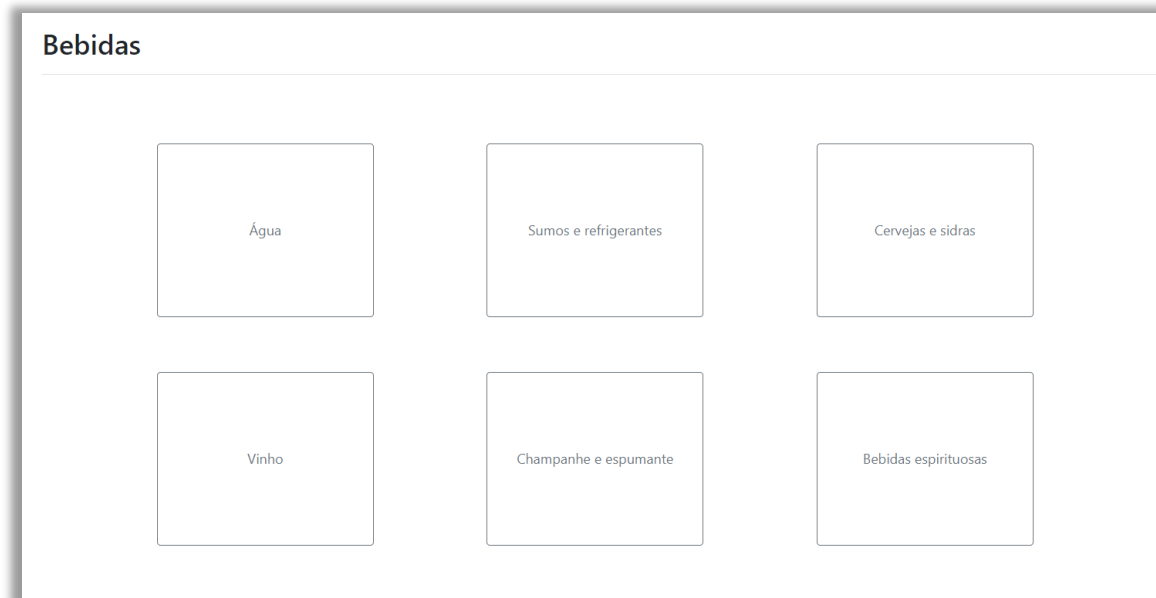 Bebidas
Água
Sumos e refrigerantes
Cervejas e sidras
Vinho
Champanhe e espumante
Bebidas espirituosas